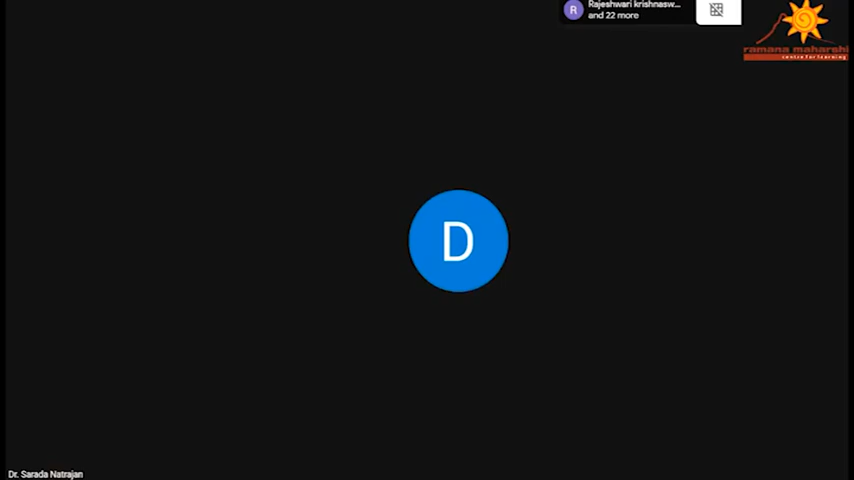 R
Rajeshwari krishnasw...
and 22 more
ramana maharshi
centre for learning
D
Dr. Sarada Natrajan